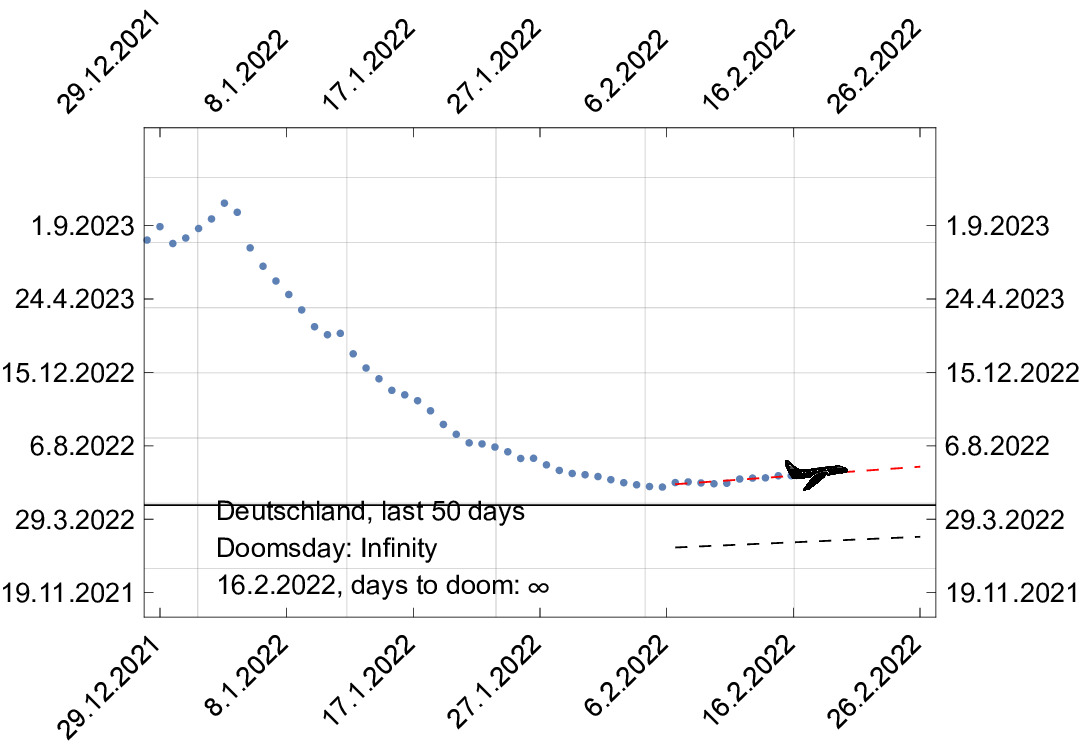 29.12.2021 8.1.2022 17.1.2022 27.1.2022 6.2.2022 16.2.2022 26.2.2022
1.9.2023 1.9.2023
24.4.2023 24.4.2023
15.12.2022 15.12.2022
6.8.2022 6.8.2022
Deutschland, last 50 days
29.3.2022 29.3.2022
Doomsday: Infinity
16.2.2022, days to doom: ∞
19.11.2021 19.11.2021
29.12.2021 8.1.2022 17.1.2022 27.1.2022 6.2.2022 16.2.2022 26.2.2022